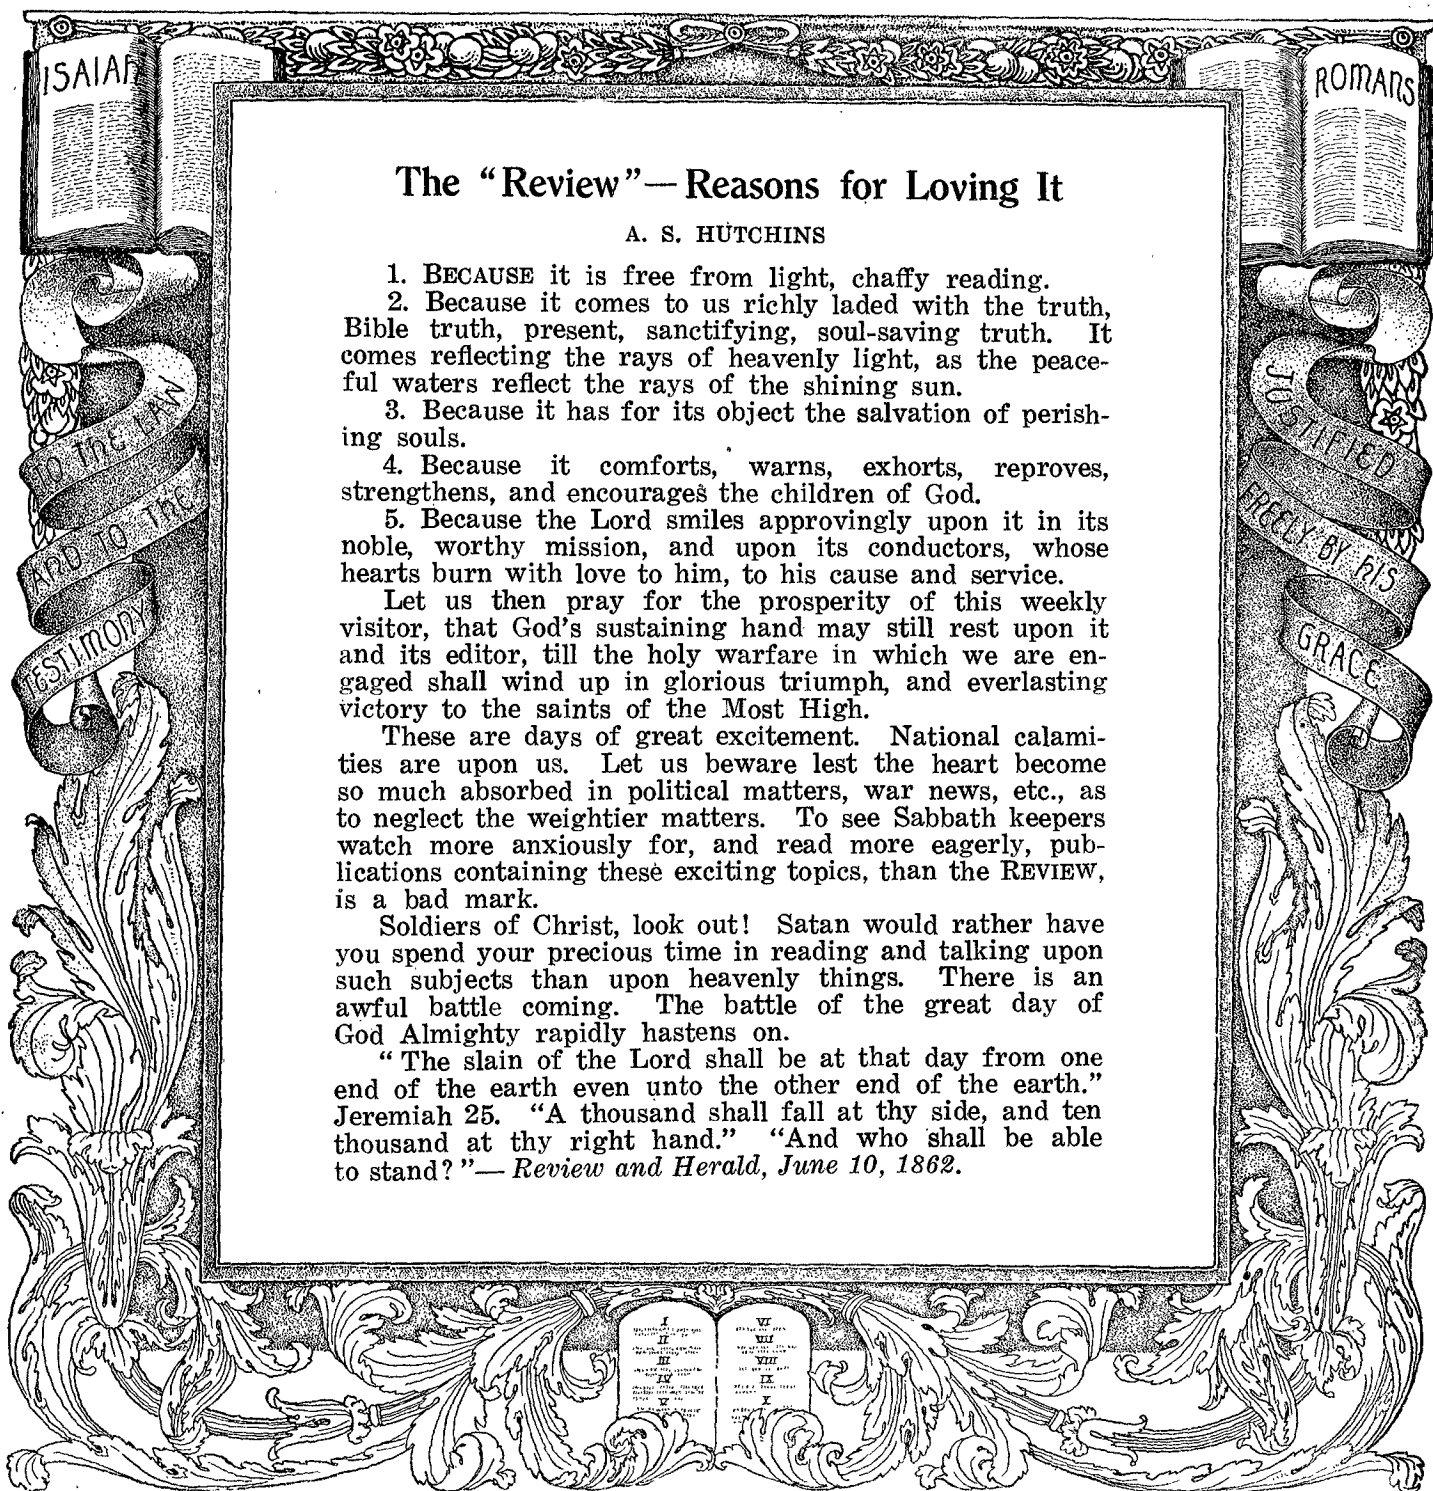 ISAIAH
ROMANS
The “Review”— Reasons for Loving It
A. S. HUTCHINS
1. BECAUSE it is free from light, chaffy reading.
2. Because it comes to us richly laded with the truth,
Bible truth, present, sanctifying, soul-saving truth. It
comes reflecting the rays of heavenly light, as the peace-
ful waters reflect the rays of the shining sun.
3. Because it has for its object the salvation of perish-
ing souls.
4. Because it comforts, warns, exhorts, reproves,
strengthens, and encourages the children of God.
5. Because the Lord smiles approvingly upon it in its
noble, worthy mission, and upon its conductors, whose
hearts burn with love to him, to his cause and service.
Let us then pray for the prosperity of this weekly
visitor, that God’s sustaining hand may still rest upon it
and its editor, till the holy warfare in which we are en-
gaged shall wind up in glorious triumph, and everlasting
victory to the saints of the Most High.
These are days of great excitement. National calami-
ties are upon us. Let us beware lest the heart become
so much absorbed in political matters, war news, etc., as
to neglect the weightier matters. To see Sabbath keepers
watch more anxiously for, and read more eagerly, pub-
lications containing these exciting topics, than the REVIEW,
is a bad mark.
Soldiers of Christ, look out! Satan would rather have
you spend your precious time in reading and talking upon
such subjects than upon heavenly things. There is an
awful battle coming. The battle of the great day of
God Almighty rapidly hastens on.
“ The slain of the Lord shall be at that day from one
end of the earth even unto the other end of the earth.”
Jeremiah 25. “A thousand shall fall at thy side, and ten
thousand at thy right hand.” “And who shall be able
to stand? ”— Review and Herald, June 10, 1862.
TO THE LAW
AND TO THE
TESTIMONY
JUSTIFIED
FREELY BY HIS
GRACE
I
II
III
IV
V
VI
VII
VIII
IX
X